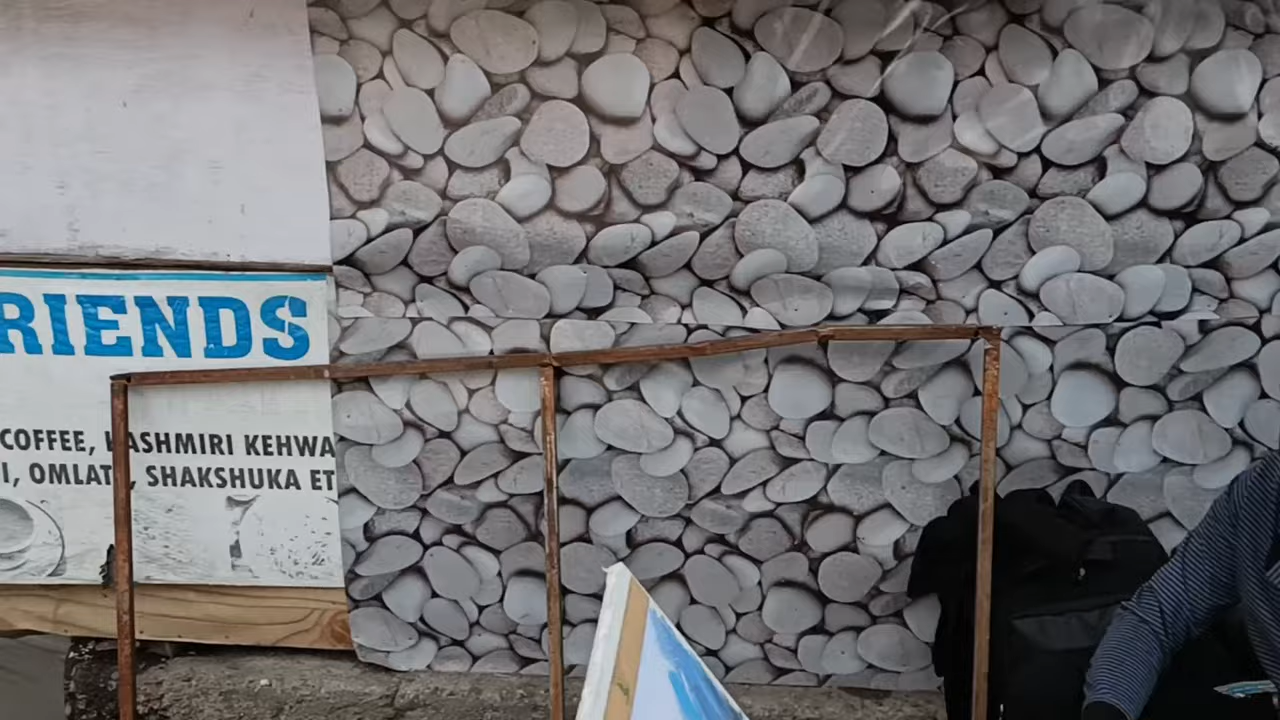 RIENDS
COFFEE, KASHMIRI KEHWA
I, OMLAT, SHAKSHUKA ET